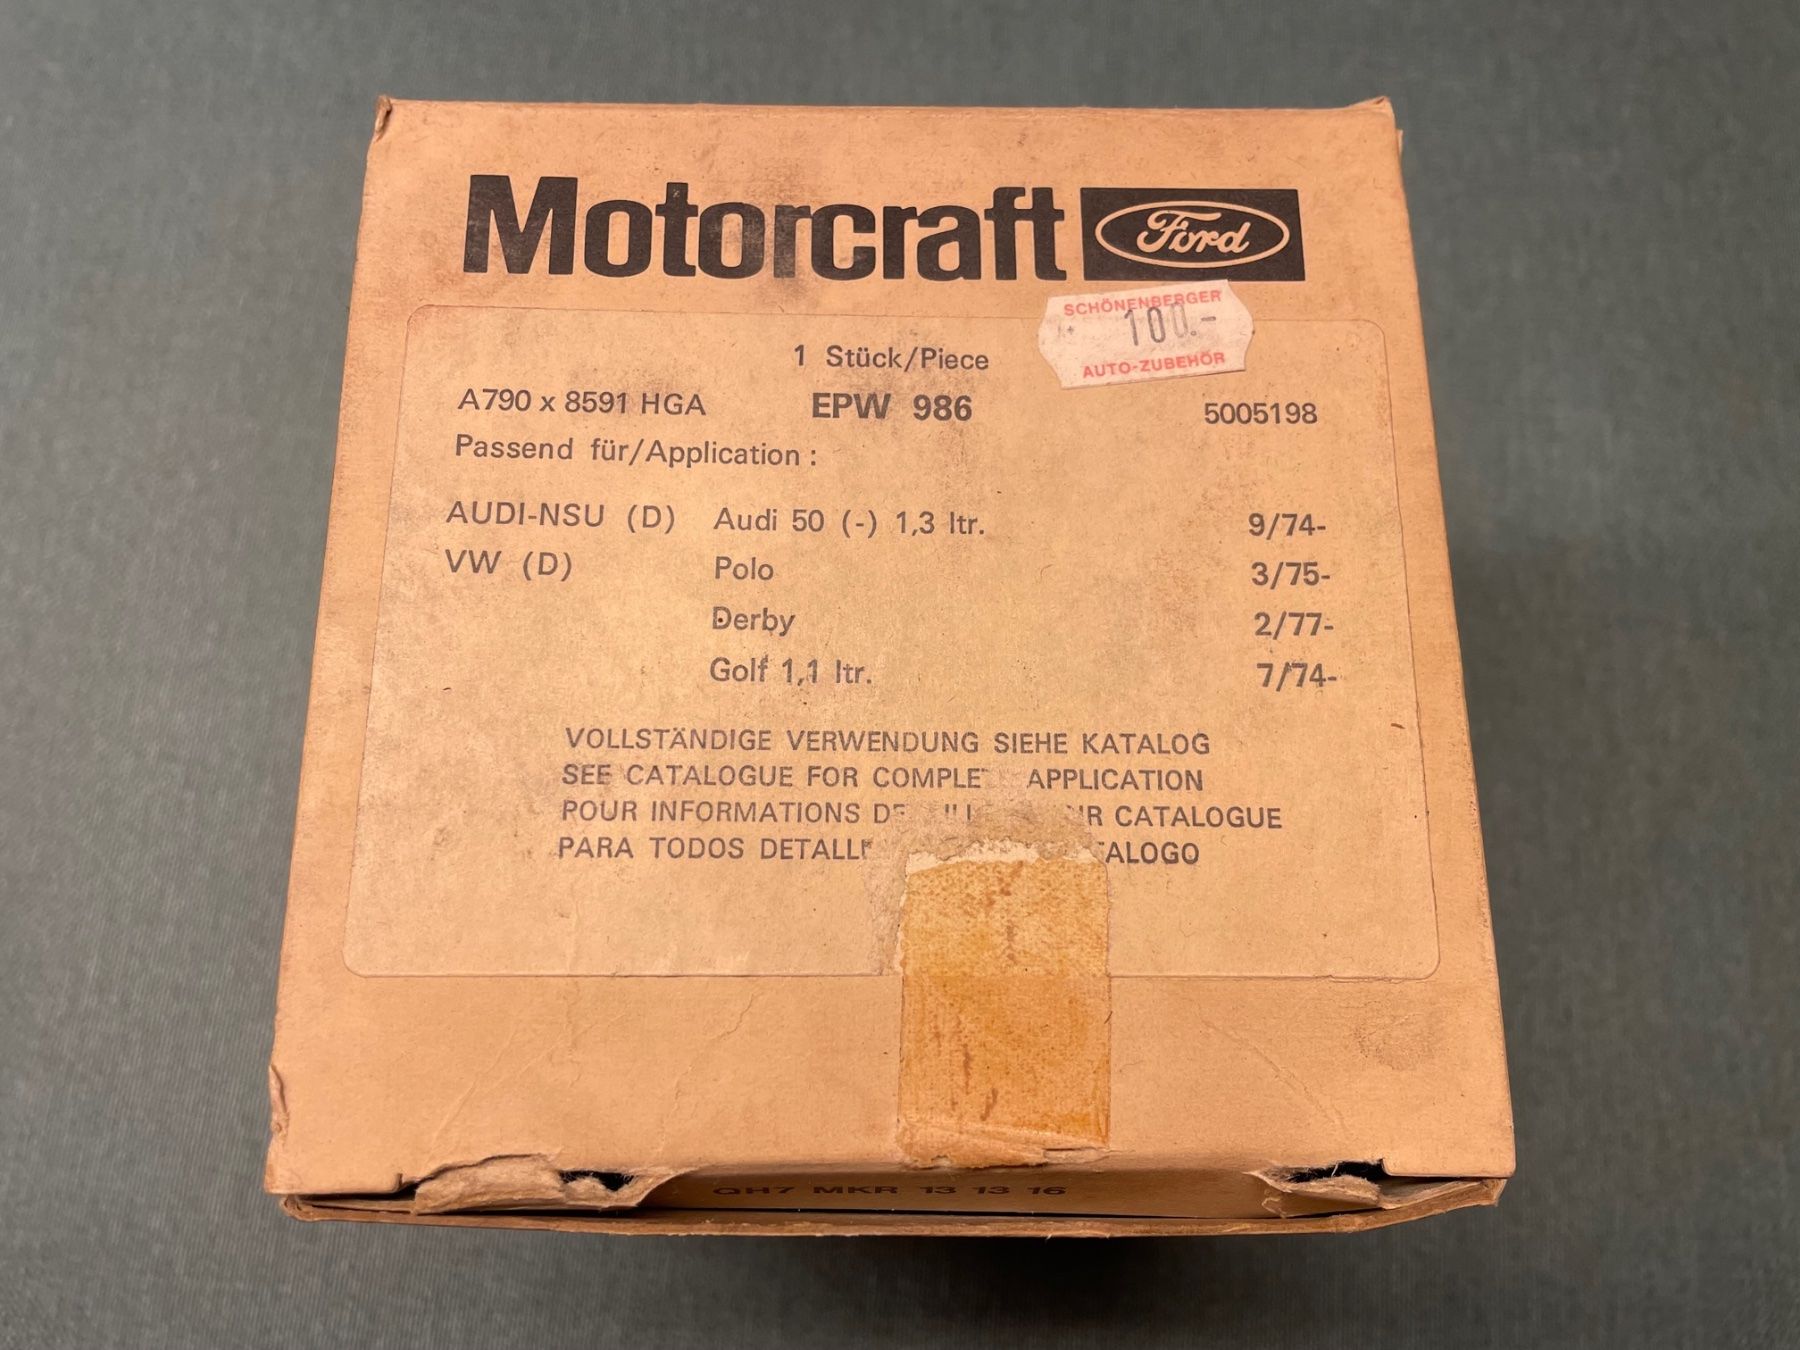 Motorcraft Ford
SCHÖNENBERGER
100.-
AUTO-ZUBEHÖR
1 Stück/Piece
A790 x 8591 HGA EPW 986 5005198
Passend für/Application :
AUDI-NSU (D) Audi 50 (-) 1,3 ltr. 9/74-
VW (D) Polo 3/75-
Derby 2/77-
Golf 1,1 ltr. 7/74-
VOLLSTÄNDIGE VERWENDUNG SIEHE KATALOG
SEE CATALOGUE FOR APPLICATION
POUR INFORMATIONS CATALOGUE
PARA TODOS
QH7 MKR 13 13 16